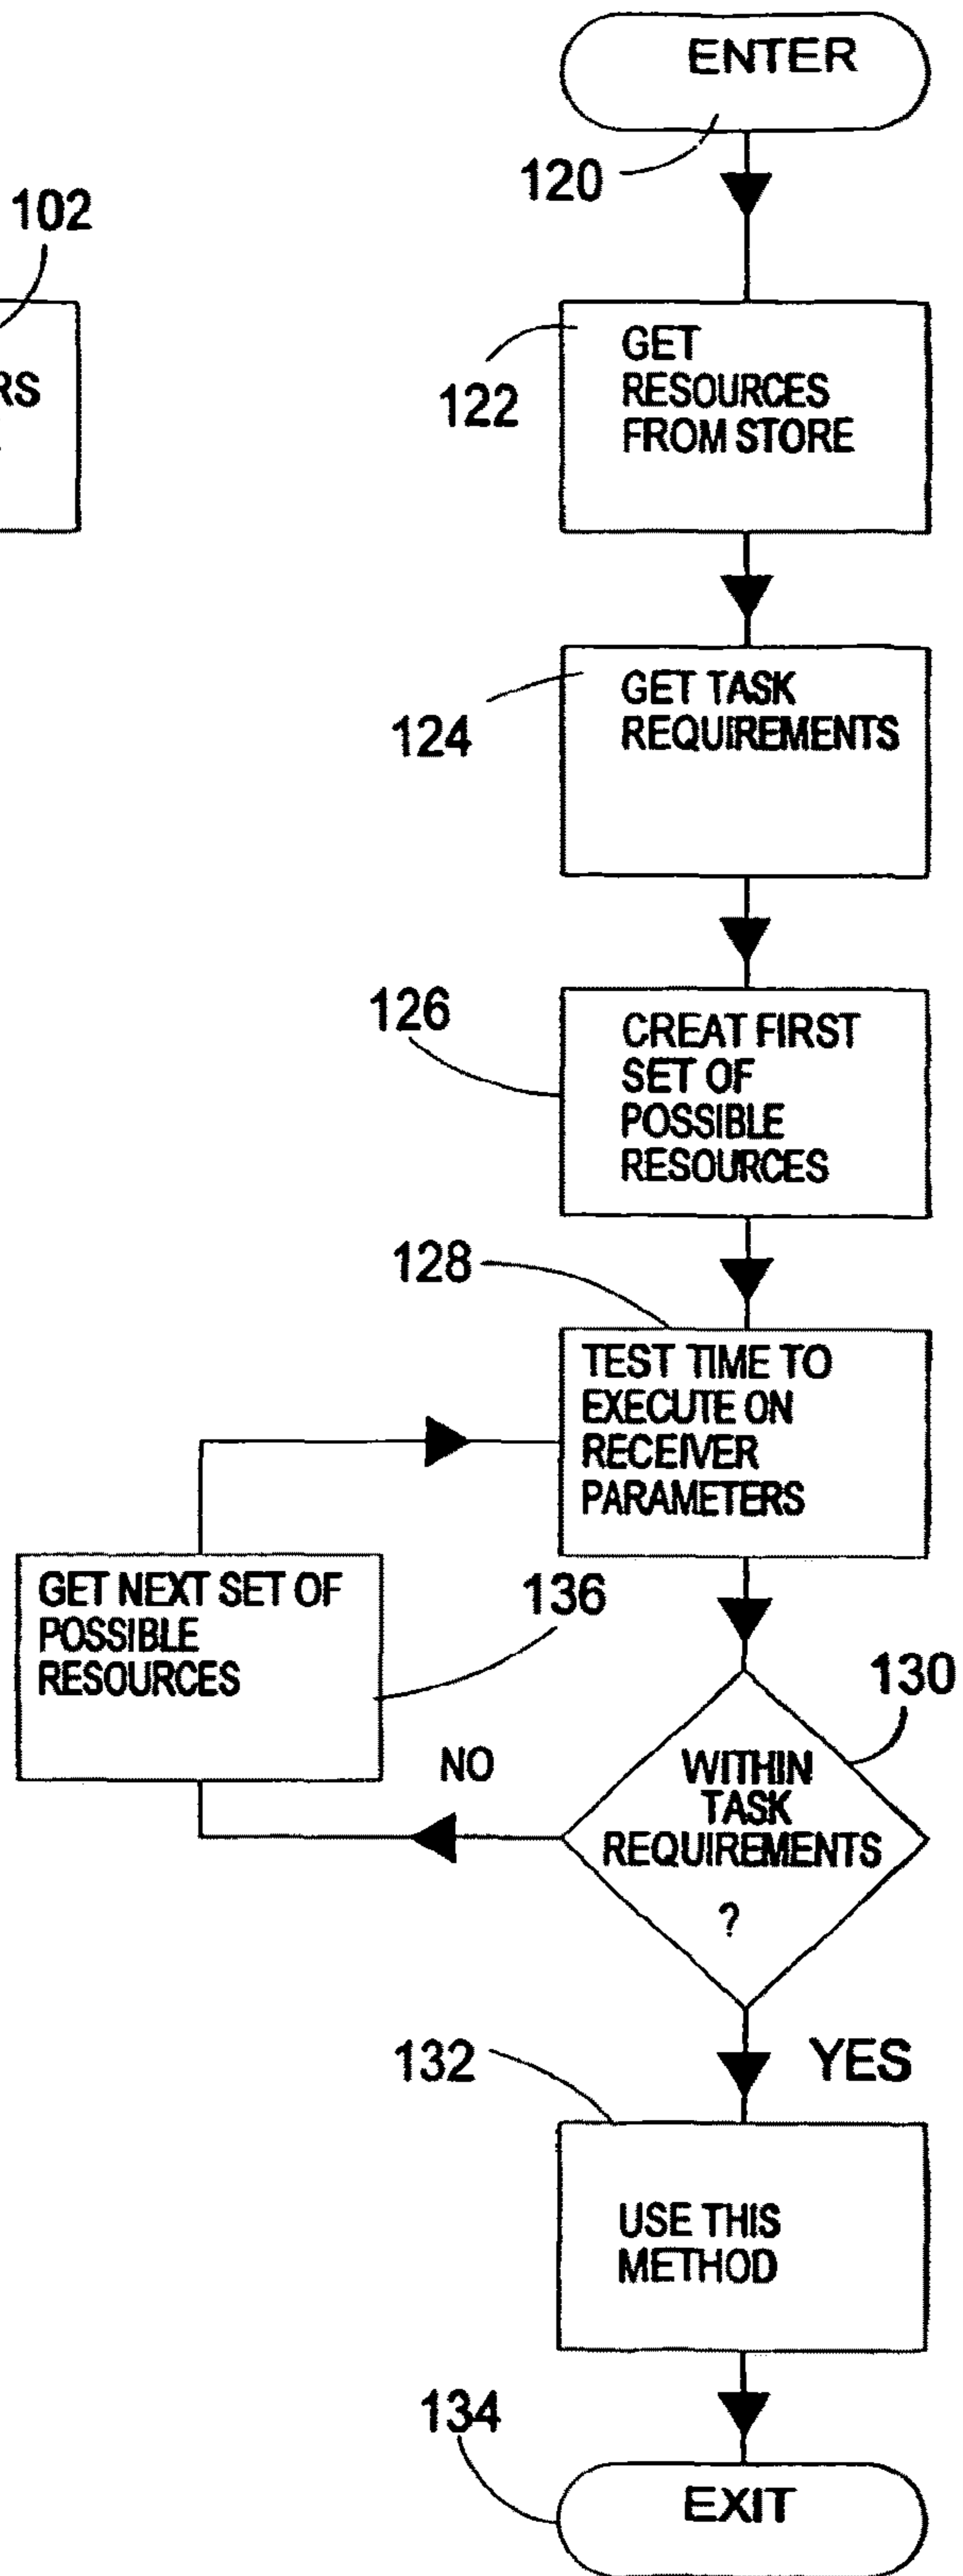 ENTER
120
102
RS
GET
RESOURCES
FROM STORE
122
GET TASK
REQUIREMENTS
124
126
CREAT FIRST
SET OF
POSSIBLE
RESOURCES
128
TEST TIME TO
EXECUTE ON
RECEIVER
PARAMETERS
GET NEXT SET OF
POSSIBLE
RESOURCES
136
130
NO
WITHIN
TASK
REQUIREMENTS
?
132
YES
USE THIS
METHOD
134
EXIT